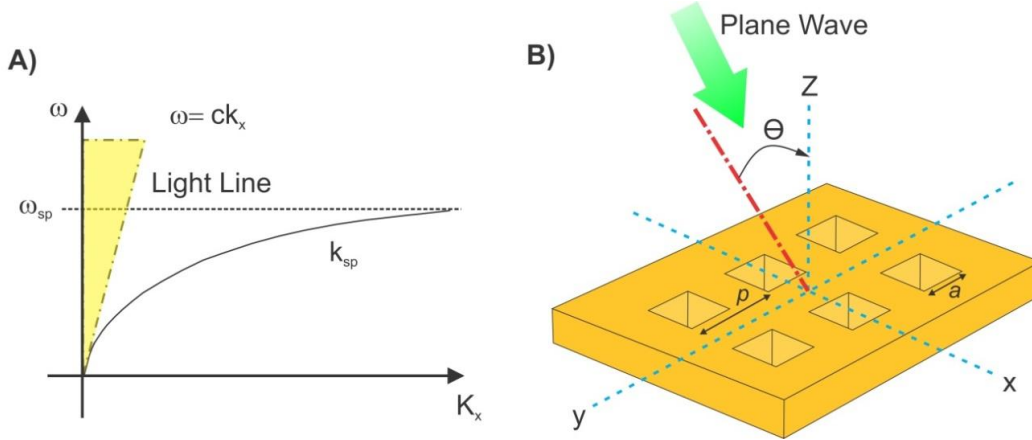 A)
ω
ω= ckₓ
Light Line
ωsp
ksp
Kₓ
B)
Plane Wave
Z
Θ
p
a
x
y